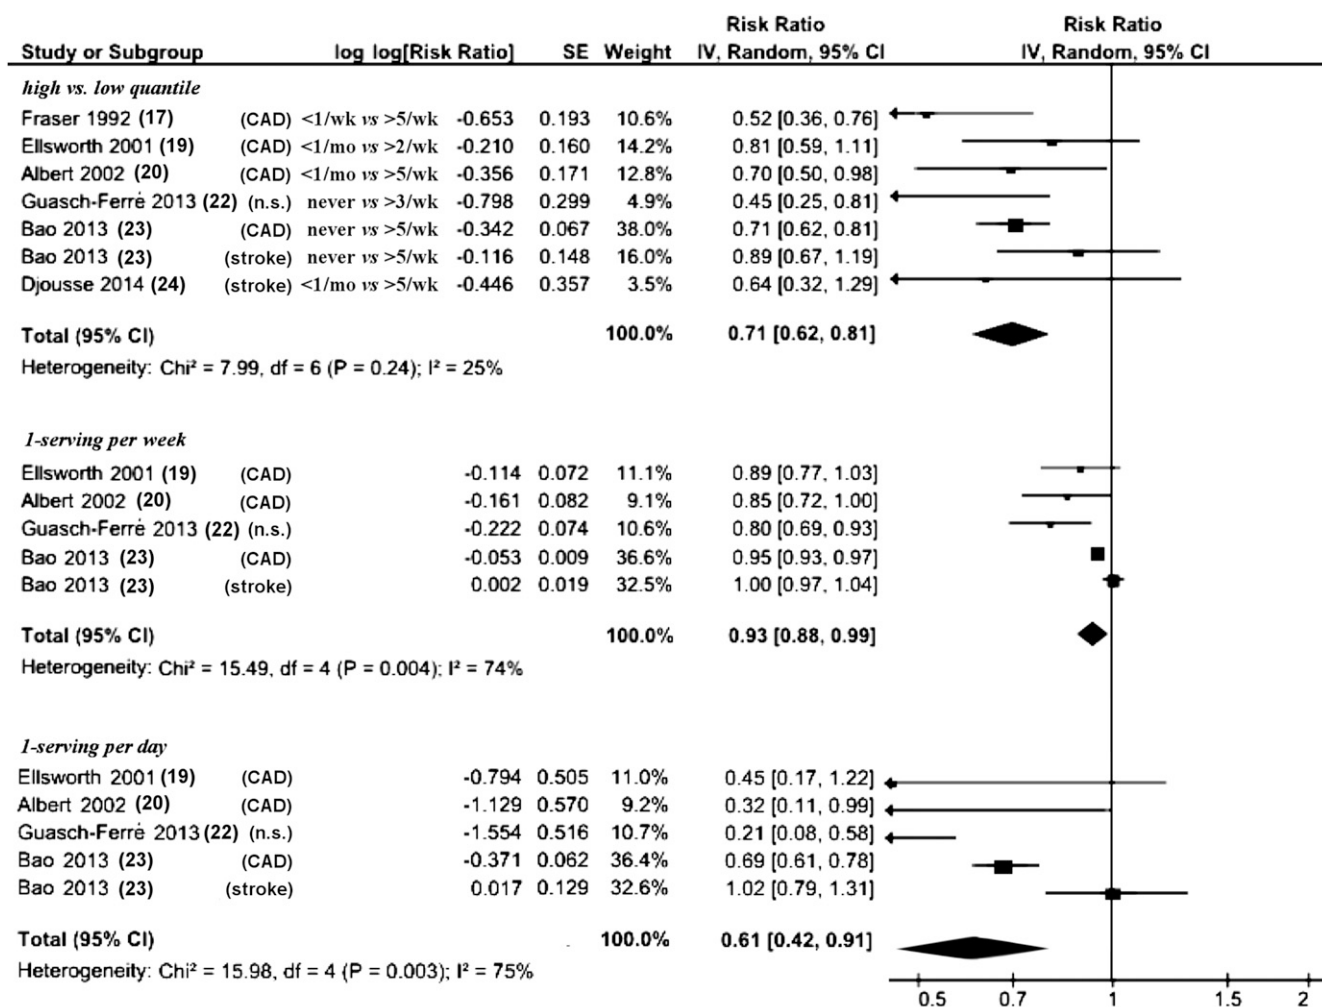 Risk Ratio Risk Ratio
Study or Subgroup log log[Risk Ratio] SE Weight IV, Random, 95% CI IV, Random, 95% CI
high vs. low quantile
Fraser 1992 (17) (CAD) <1/wk vs >5/wk -0.653 0.193 10.6% 0.52 [0.36, 0.76]
Ellsworth 2001 (19) (CAD) <1/mo vs >2/wk -0.210 0.160 14.2% 0.81 [0.59, 1.11]
Albert 2002 (20) (CAD) <1/mo vs >5/wk -0.356 0.171 12.8% 0.70 [0.50, 0.98]
Guasch-Ferré 2013 (22) (n.s.) never vs >3/wk -0.798 0.299 4.9% 0.45 [0.25, 0.81]
Bao 2013 (23) (CAD) never vs >5/wk -0.342 0.067 38.0% 0.71 [0.62, 0.81]
Bao 2013 (23) (stroke) never vs >5/wk -0.116 0.148 16.0% 0.89 [0.67, 1.19]
Djousse 2014 (24) (stroke) <1/mo vs >5/wk -0.446 0.357 3.5% 0.64 [0.32, 1.29]
Total (95% CI) 100.0% 0.71 [0.62, 0.81]
Heterogeneity: Chi² = 7.99, df = 6 (P = 0.24); I² = 25%
1-serving per week
Ellsworth 2001 (19) (CAD) -0.114 0.072 11.1% 0.89 [0.77, 1.03]
Albert 2002 (20) (CAD) -0.161 0.082 9.1% 0.85 [0.72, 1.00]
Guasch-Ferré 2013 (22) (n.s.) -0.222 0.074 10.6% 0.80 [0.69, 0.93]
Bao 2013 (23) (CAD) -0.053 0.009 36.6% 0.95 [0.93, 0.97]
Bao 2013 (23) (stroke) 0.002 0.019 32.5% 1.00 [0.97, 1.04]
Total (95% CI) 100.0% 0.93 [0.88, 0.99]
Heterogeneity: Chi² = 15.49, df = 4 (P = 0.004); I² = 74%
1-serving per day
Ellsworth 2001 (19) (CAD) -0.794 0.505 11.0% 0.45 [0.17, 1.22]
Albert 2002 (20) (CAD) -1.129 0.570 9.2% 0.32 [0.11, 0.99]
Guasch-Ferré 2013 (22) (n.s.) -1.554 0.516 10.7% 0.21 [0.08, 0.58]
Bao 2013 (23) (CAD) -0.371 0.062 36.4% 0.69 [0.61, 0.78]
Bao 2013 (23) (stroke) 0.017 0.129 32.6% 1.02 [0.79, 1.31]
Total (95% CI) 100.0% 0.61 [0.42, 0.91]
Heterogeneity: Chi² = 15.98, df = 4 (P = 0.003); I² = 75%
0.5 0.7 1 1.5 2